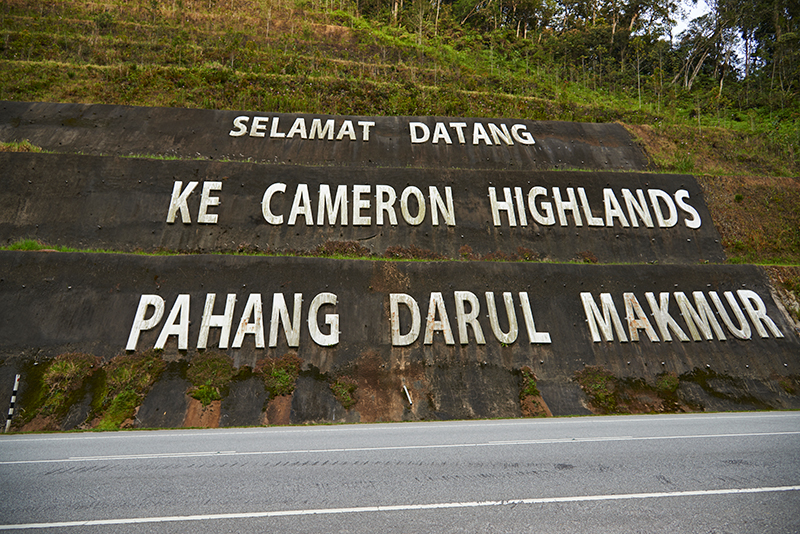 SELAMAT DATANG
KE CAMERON HIGHLANDS
PAHANG DARUL MAKMUR